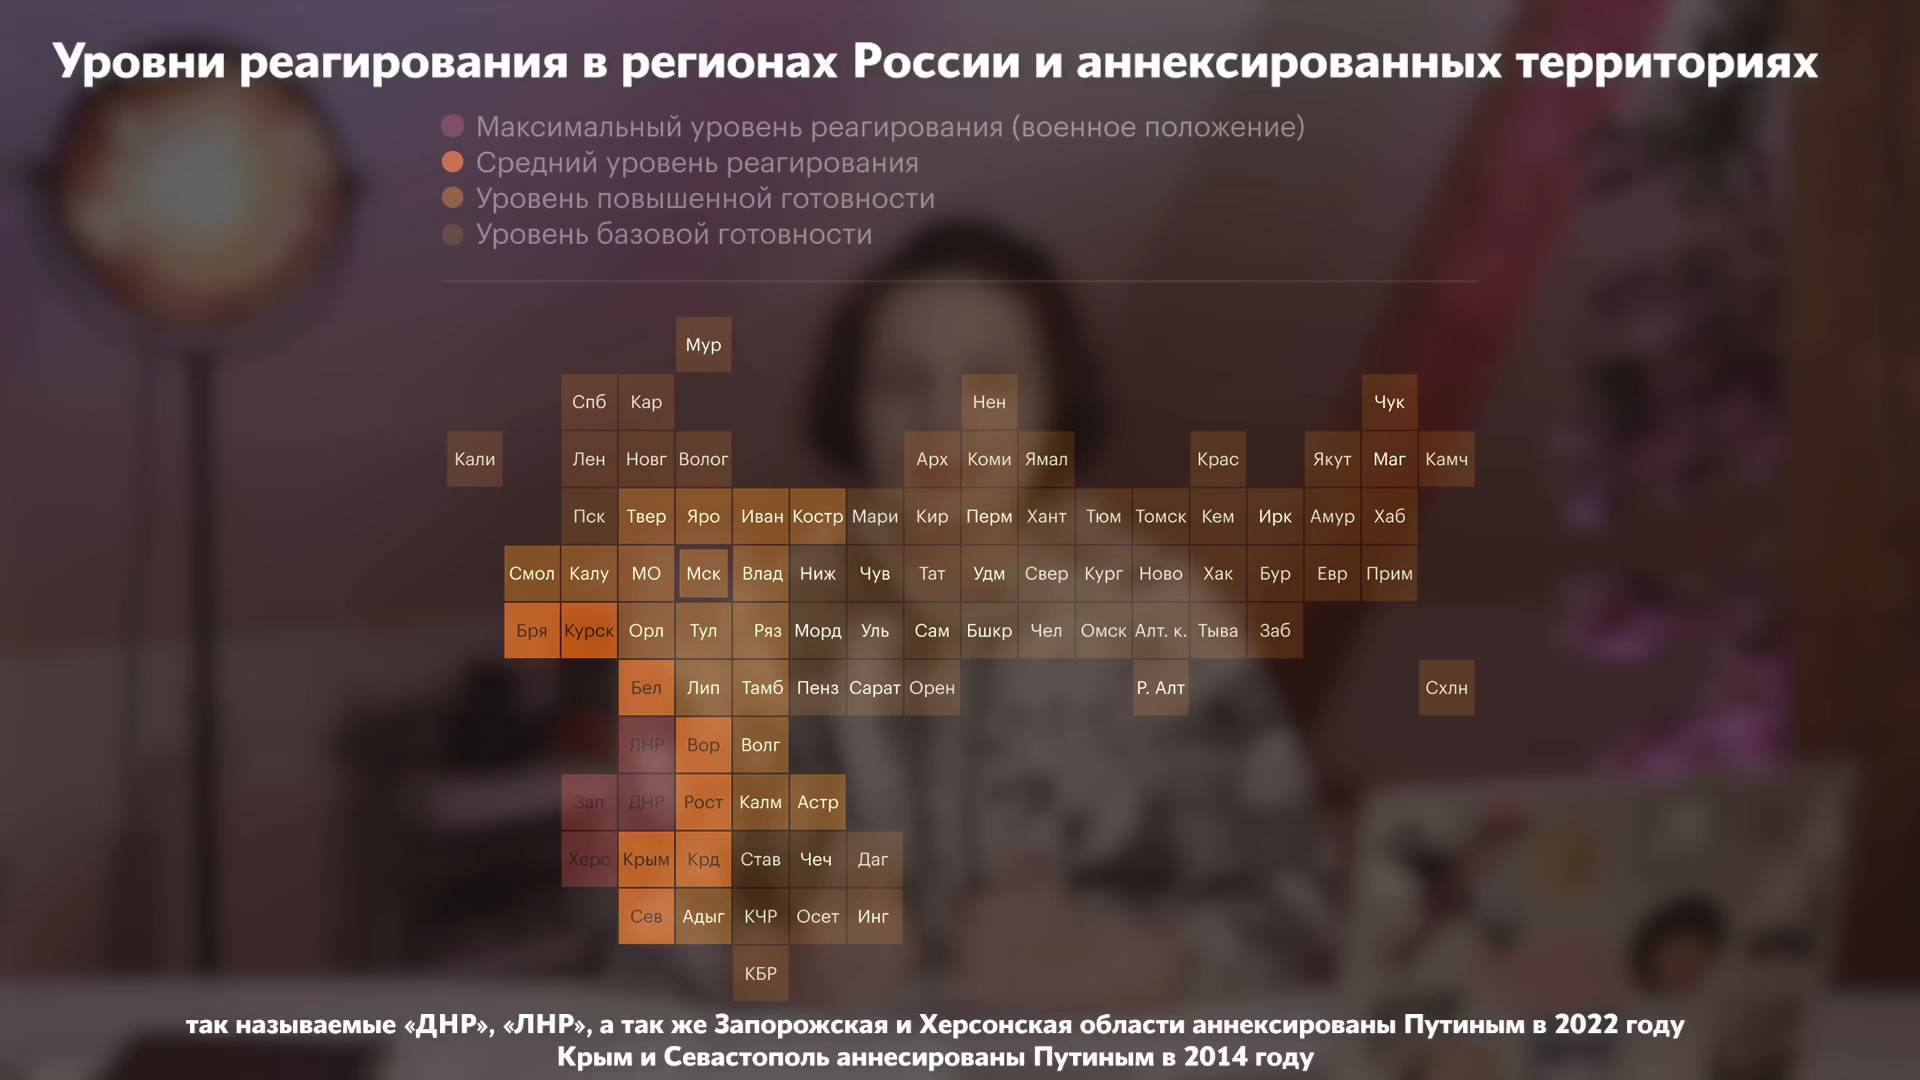 Уровни реагирования в регионах России и аннексированных территориях
Максимальный уровень реагирования (военное положение)
Средний уровень реагирования
Уровень повышенной готовности
Уровень базовой готовности
Мур
Спб Кар Нен Чук
Кали Лен Новг Волог Арх Коми Ямал Крас Якут Маг Камч
Пск Твер Яро Иван Костр Мари Кир Перм Хант Тюм Томск Кем Ирк Амур Хаб
Смол Калу МО Мск Влад Ниж Чув Тат Удм Свер Кург Ново Хак Бур Евр Прим
Бря Курск Орл Тул Ряз Морд Уль Сам Бшкр Чел Омск Алт. к. Тыва Заб
Бел Лип Тамб Пенз Сарат Орен Р. Алт Схлн
ЛНР Вор Волг
Зап ДНР Рост Калм Астр
Херс Крым Крд Став Чеч Даг
Сев Адыг КЧР Осет Инг
КБР
так называемые «ДНР», «ЛНР», а так же Запорожская и Херсонская области аннексированы Путиным в 2022 году
Крым и Севастополь аннесированы Путиным в 2014 году